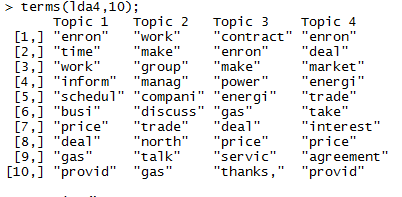 > terms(lda4,10);
Topic 1 Topic 2 Topic 3 Topic 4
[1,] "enron" "work" "contract" "enron"
[2,] "time" "make" "enron" "deal"
[3,] "work" "group" "make" "market"
[4,] "inform" "manag" "power" "energi"
[5,] "schedul" "compani" "energi" "trade"
[6,] "busi" "discuss" "gas" "take"
[7,] "price" "trade" "deal" "interest"
[8,] "deal" "north" "price" "price"
[9,] "gas" "talk" "servic" "agreement"
[10,] "provid" "gas" "thanks," "provid"